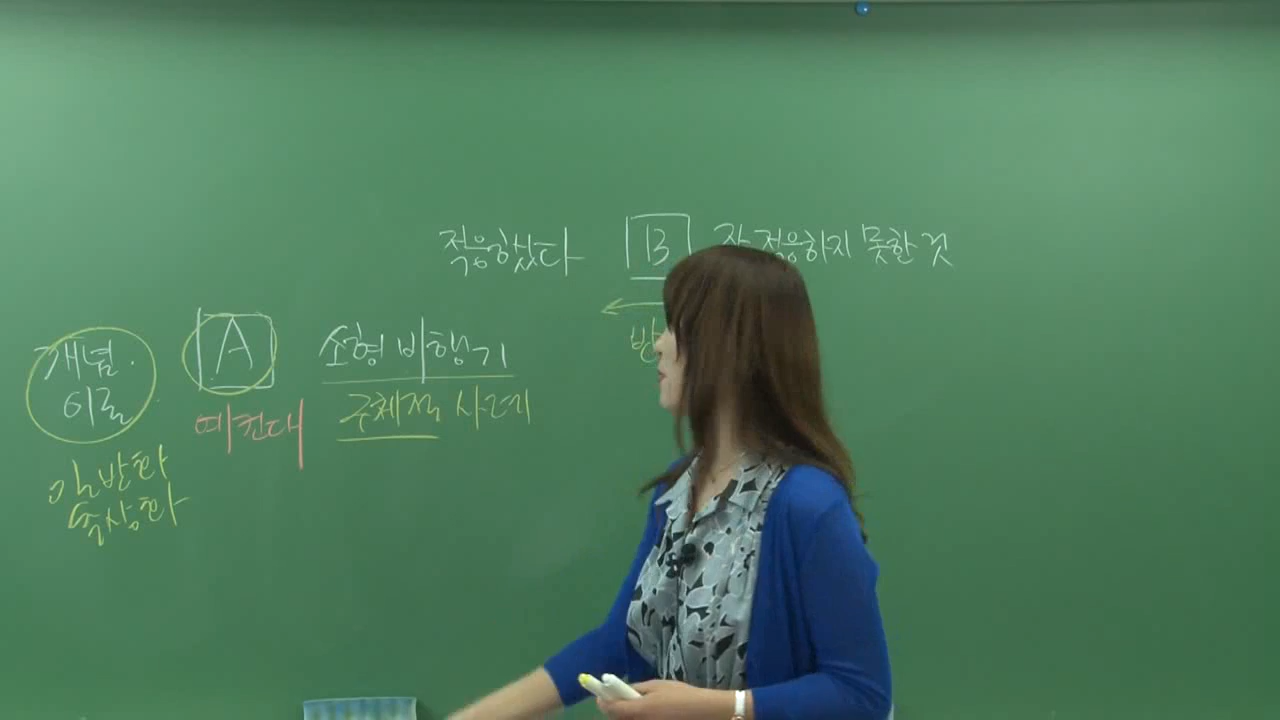 적응했다 B 잘 적응하지 못한 것
반
개념·
이론
A 소형 비행기
예컨대 구체적 사례
일반화
추상화